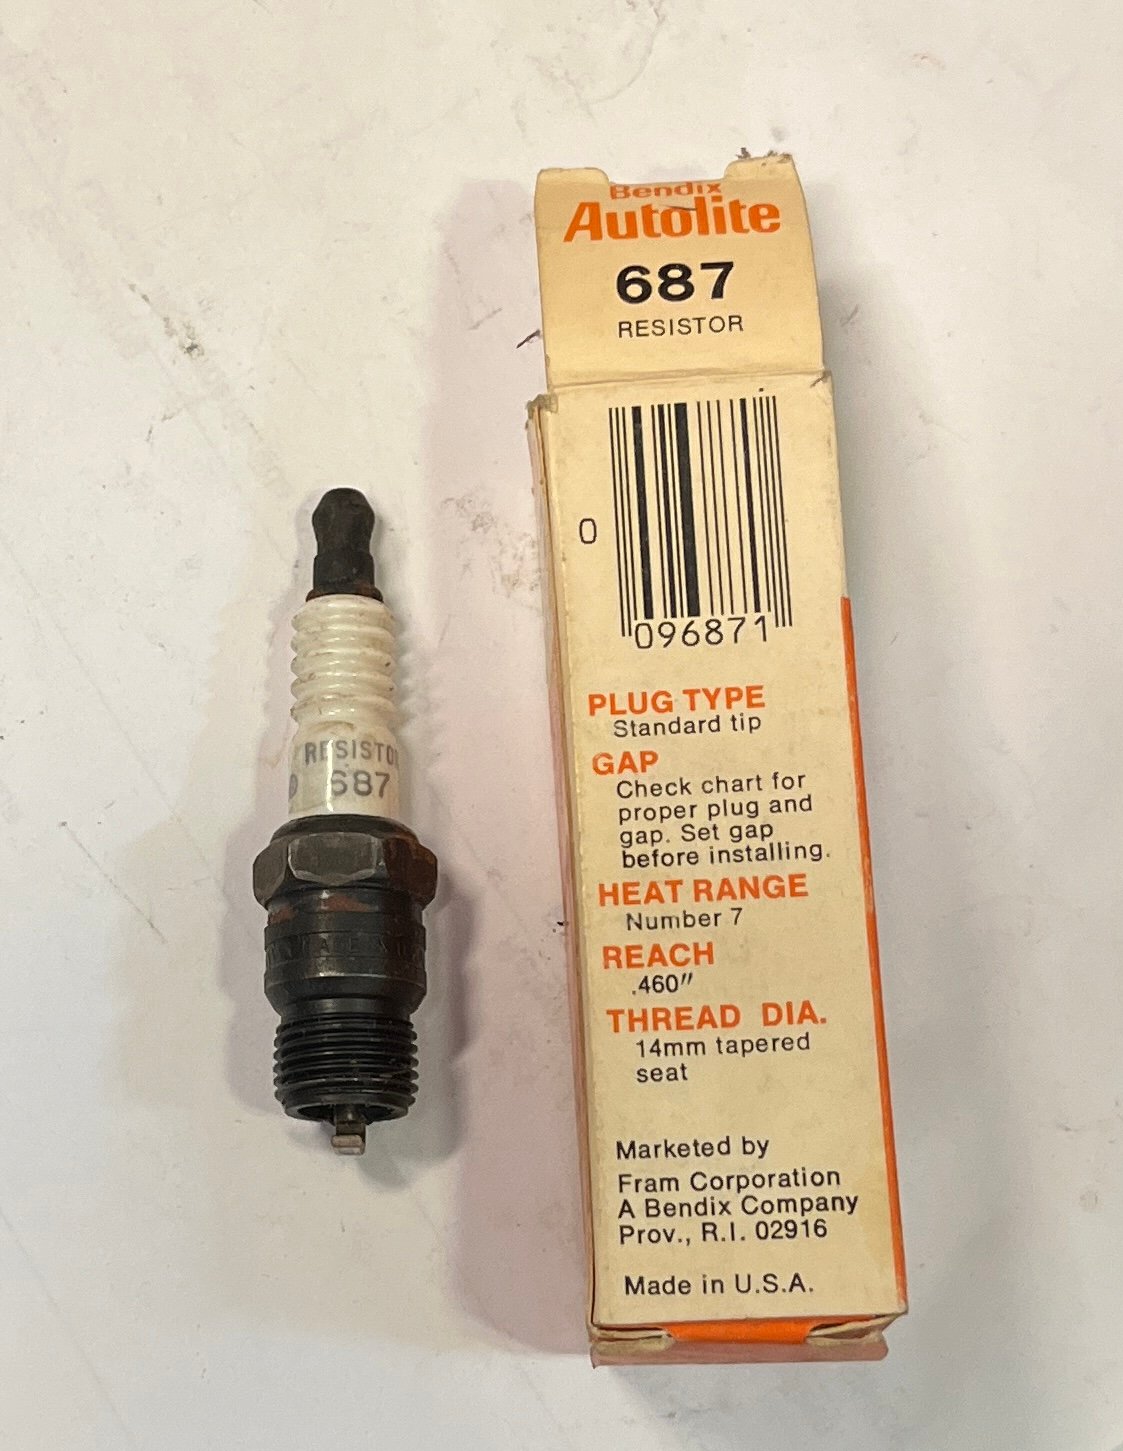 Bendix
Autolite
687
RESISTOR
0
096871
PLUG TYPE
Standard tip
GAP
Check chart for
proper plug and
gap. Set gap
before installing.
HEAT RANGE
Number 7
REACH
.460"
THREAD DIA.
14mm tapered
seat
Marketed by
Fram Corporation
A Bendix Company
Prov., R.I. 02916
Made in U.S.A.
RESISTO
687